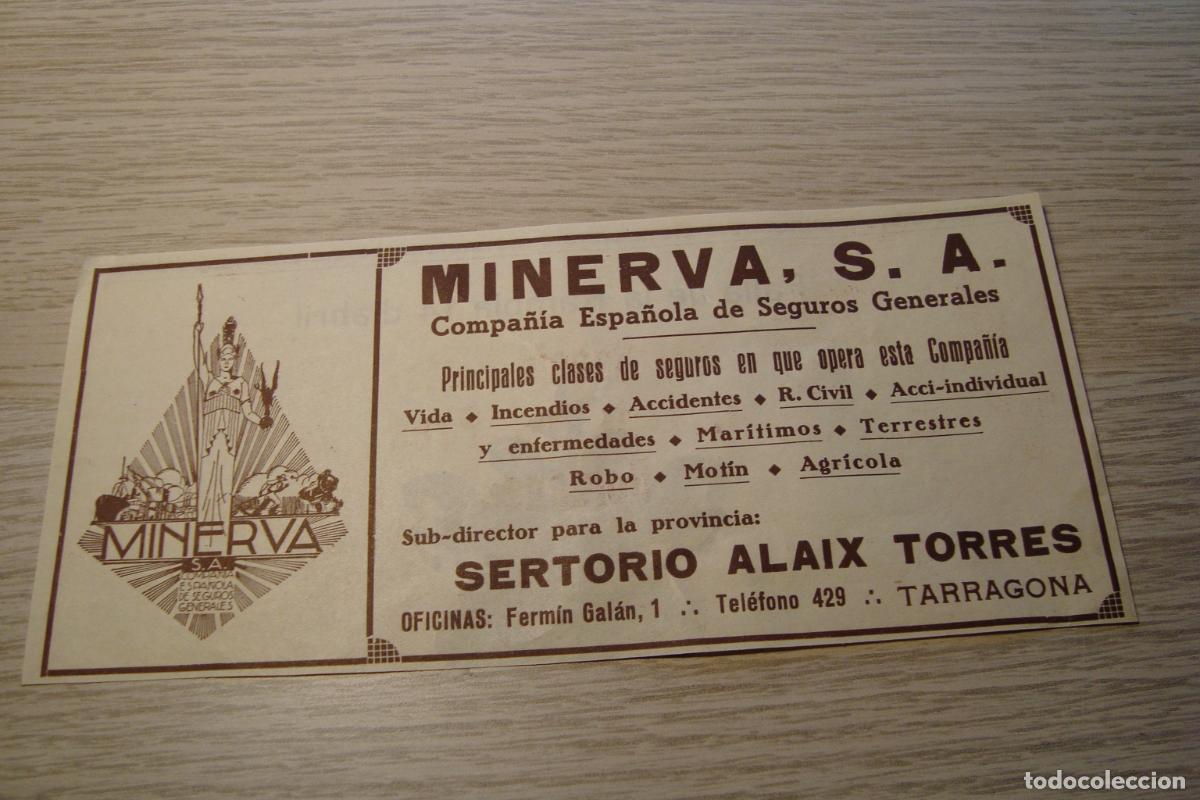 MINERVA, S. A.
Compañía Española de Seguros Generales
Principales clases de seguros en que opera esta Compañía
Vida ◆ Incendios ◆ Accidentes ◆ R. Civil ◆ Acci-individual
y enfermedades ◆ Marítimos ◆ Terrestres
Robo ◆ Motín ◆ Agrícola
Sub-director para la provincia:
SERTORIO ALAIX TORRES
OFICINAS: Fermín Galán, 1 ∴ Teléfono 429 ∴ TARRAGONA
MINERVA
S.A.
COMPAÑIA
ESPAÑOLA
DE SEGUROS
GENERALES
todocoleccion